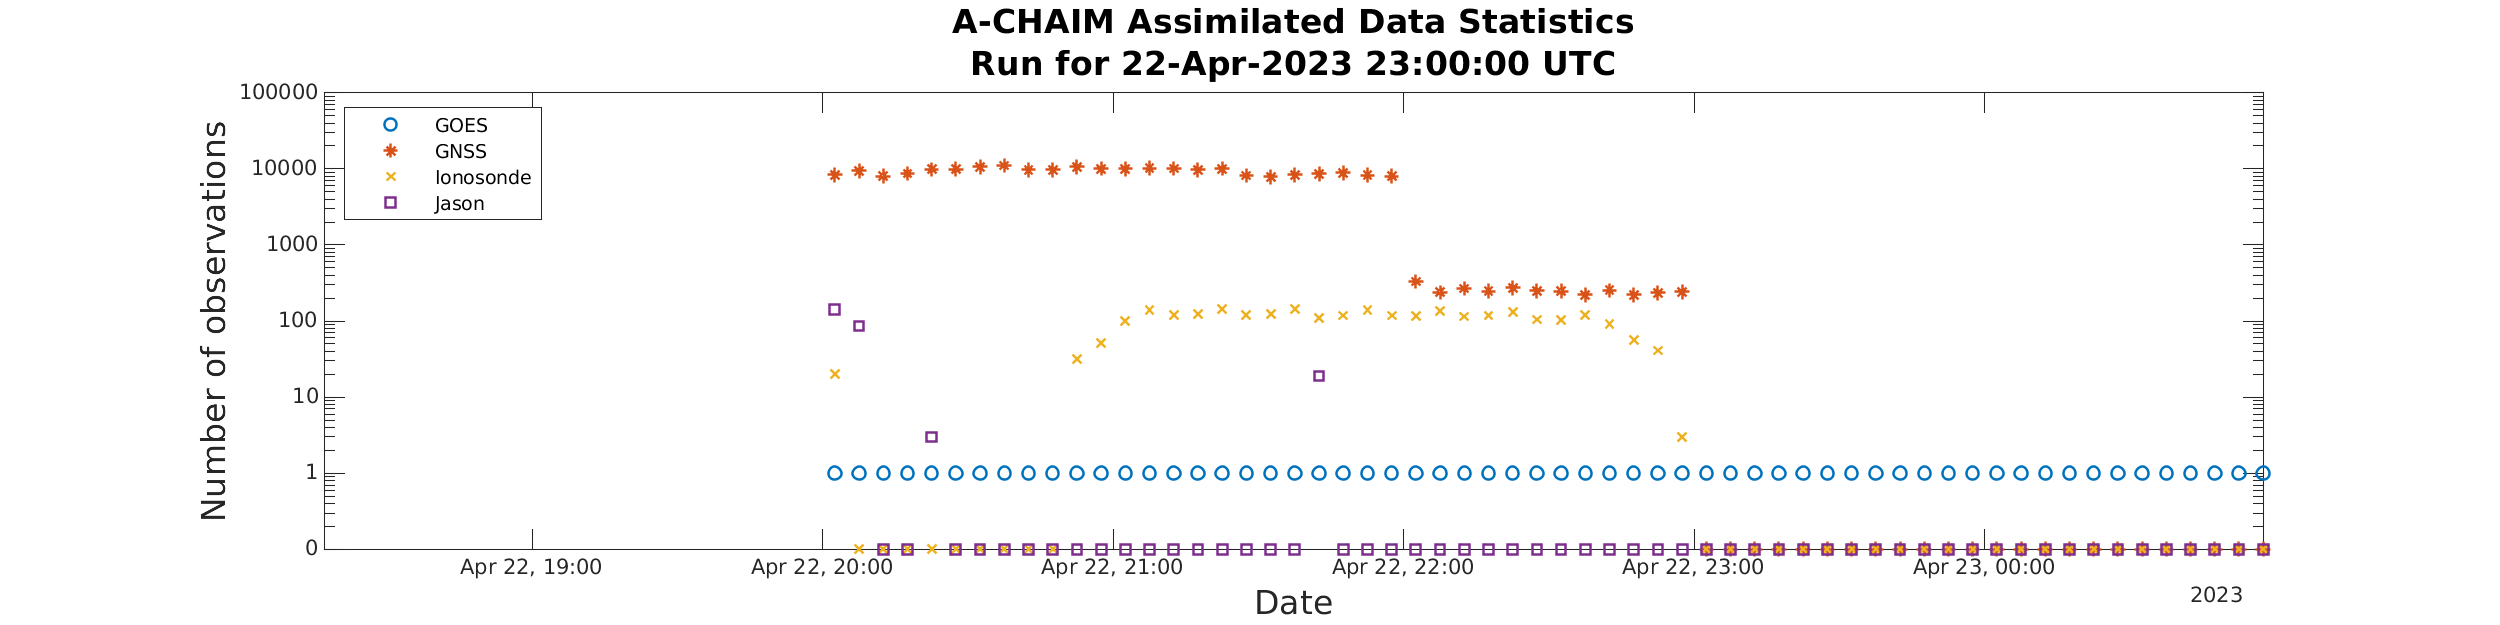 A-CHAIM Assimilated Data Statistics
Run for 22-Apr-2023 23:00:00 UTC
Number of observations
100000
10000
1000
100
10
1
0
GOES
GNSS
Ionosonde
Jason
Apr 22, 19:00
Apr 22, 20:00
Apr 22, 21:00
Apr 22, 22:00
Apr 22, 23:00
Apr 23, 00:00
2023
Date